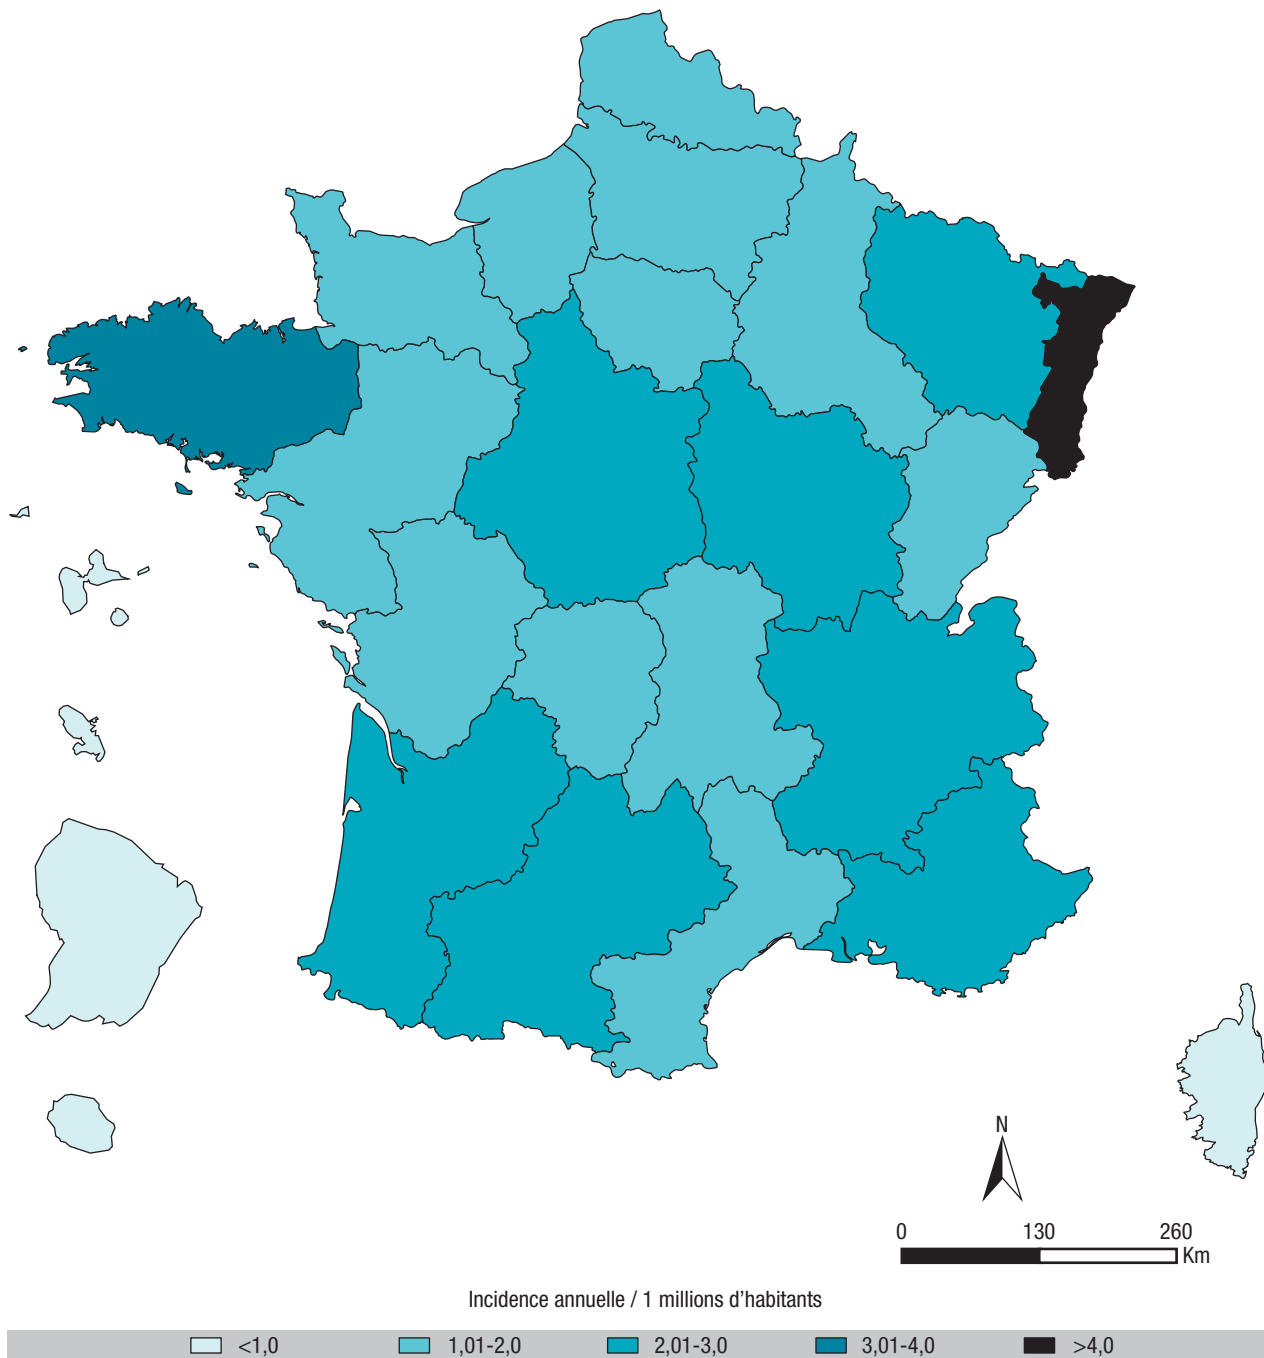 N
0 130 260
Km
Incidence annuelle / 1 millions d'habitants
<1,0 1,01-2,0 2,01-3,0 3,01-4,0 >4,0